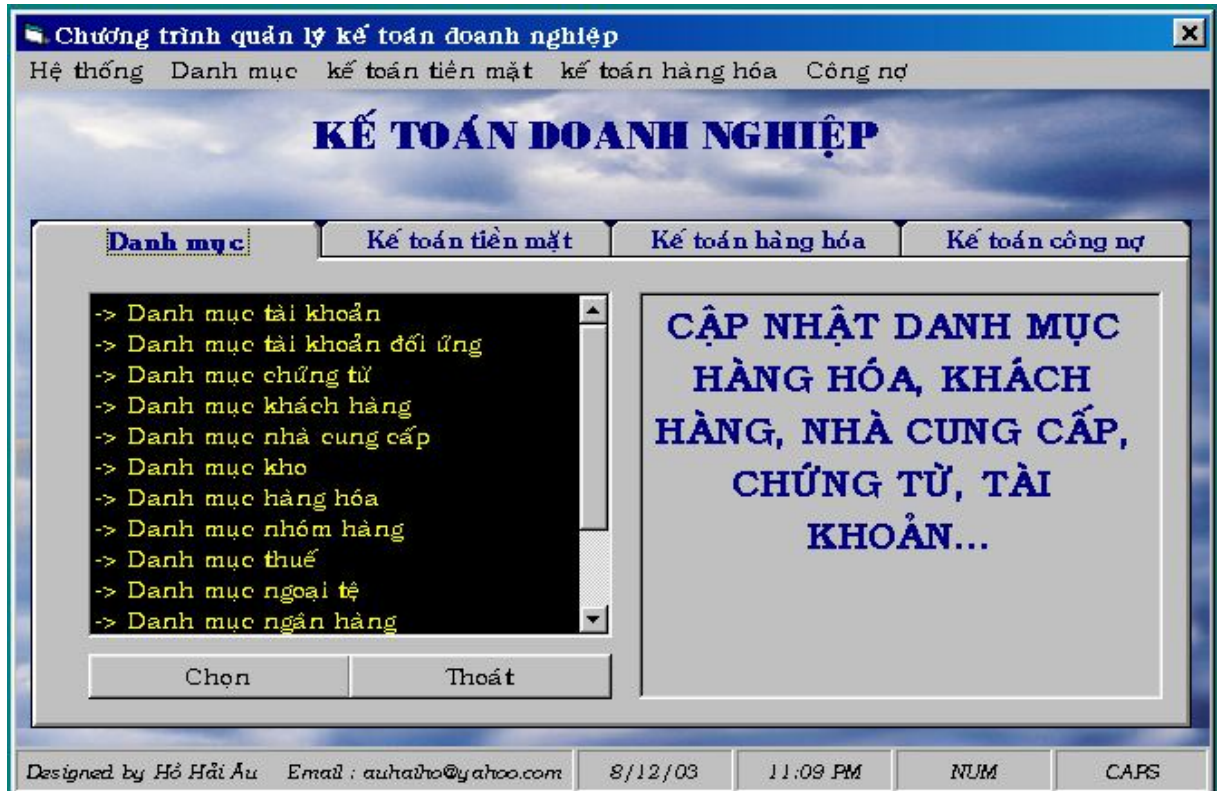 Chương trình quản lý kế toán doanh nghiệp
Hệ thống Danh mục kế toán tiền mặt kế toán hàng hóa Công nợ
KẾ TOÁN DOANH NGHIỆP
Danh mục Kế toán tiền mặt Kế toán hàng hóa Kế toán công nợ
-> Danh mục tài khoản
-> Danh mục tài khoản đối ứng
-> Danh mục chứng từ
-> Danh mục khách hàng
-> Danh mục nhà cung cấp
-> Danh mục kho
-> Danh mục hàng hóa
-> Danh mục nhóm hàng
-> Danh mục thuế
-> Danh mục ngoại tệ
-> Danh mục ngân hàng
Chọn Thoát
CẬP NHẬT DANH MỤC
HÀNG HÓA, KHÁCH
HÀNG, NHÀ CUNG CẤP,
CHỨNG TỪ, TÀI
KHOẢN...
Designed by Hồ Hải Âu Email : auhaiho@yahoo.com 8/12/03 11:09 PM NUM CAPS